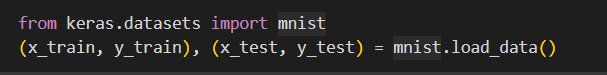 from keras.datasets import mnist
(x_train, y_train), (x_test, y_test) = mnist.load_data()